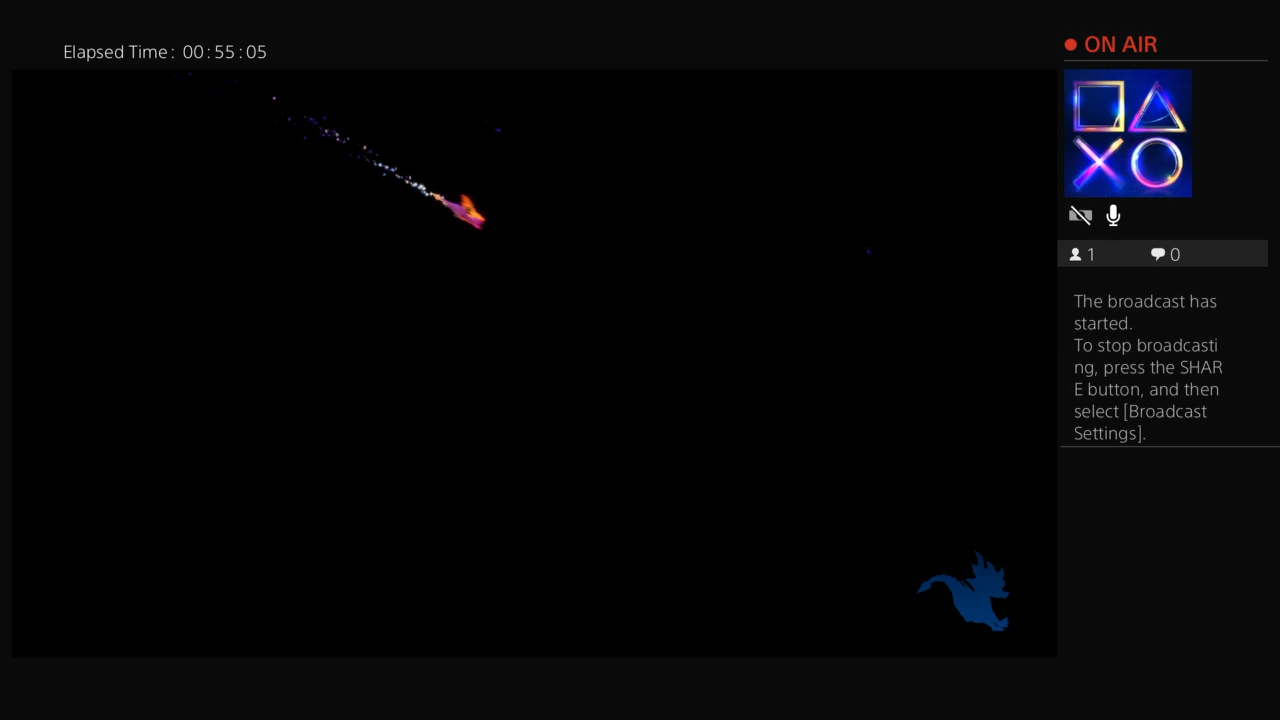 Elapsed Time: 00:55:05
ON AIR
1 0
The broadcast has
started.
To stop broadcasti
ng, press the SHAR
E button, and then
select [Broadcast
Settings].